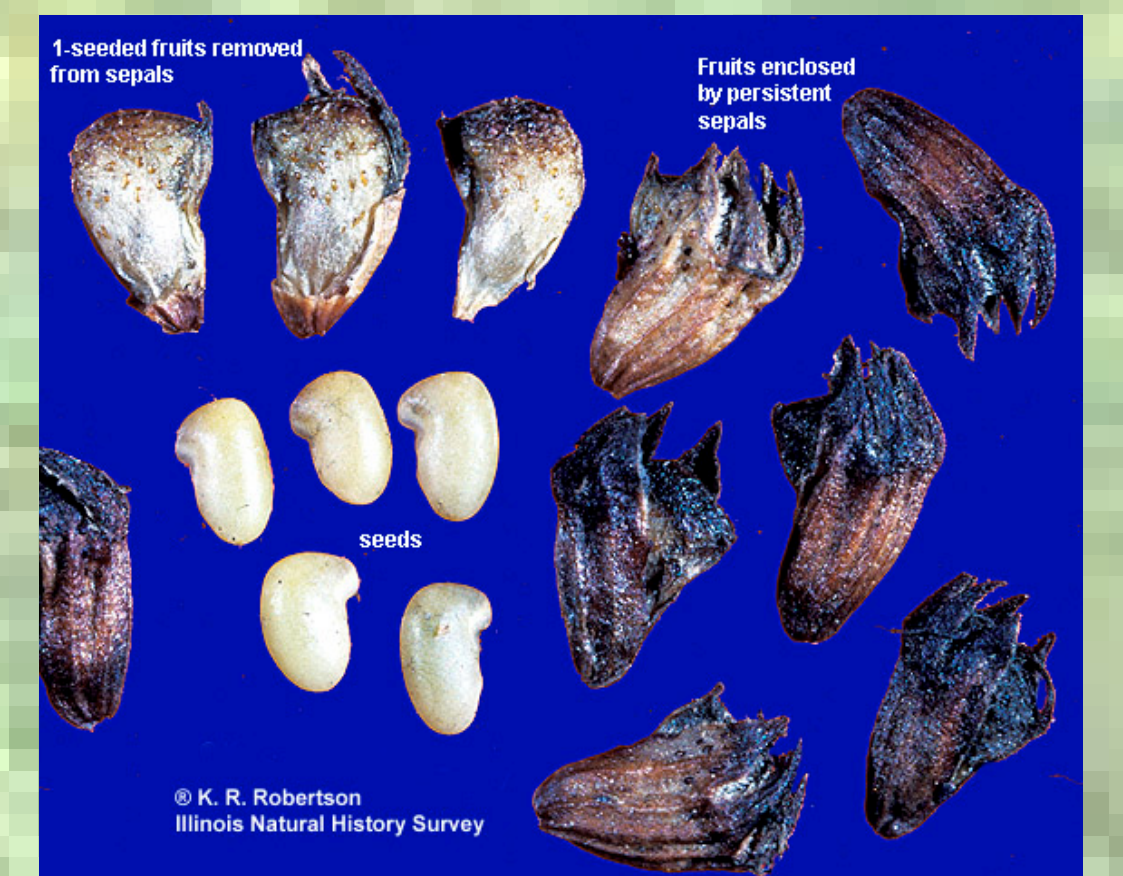 1-seeded fruits removed
from sepals
Fruits enclosed
by persistent
sepals
seeds
® K. R. Robertson
Illinois Natural History Survey